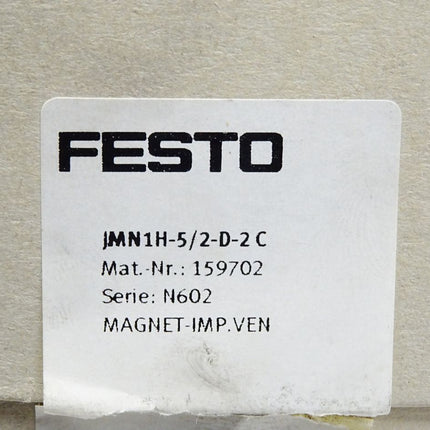 FESTO
JMN1H-5/2-D-2 C
Mat.-Nr.: 159702
Serie: N602
MAGNET-IMP.VEN